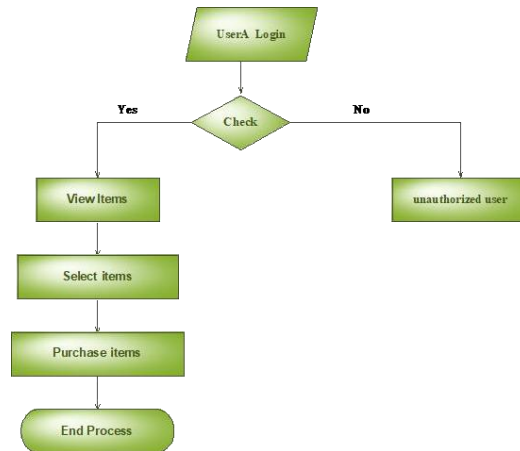 UserA Login
Yes
No
Check
View Items
unauthorized user
Select items
Purchase items
End Process